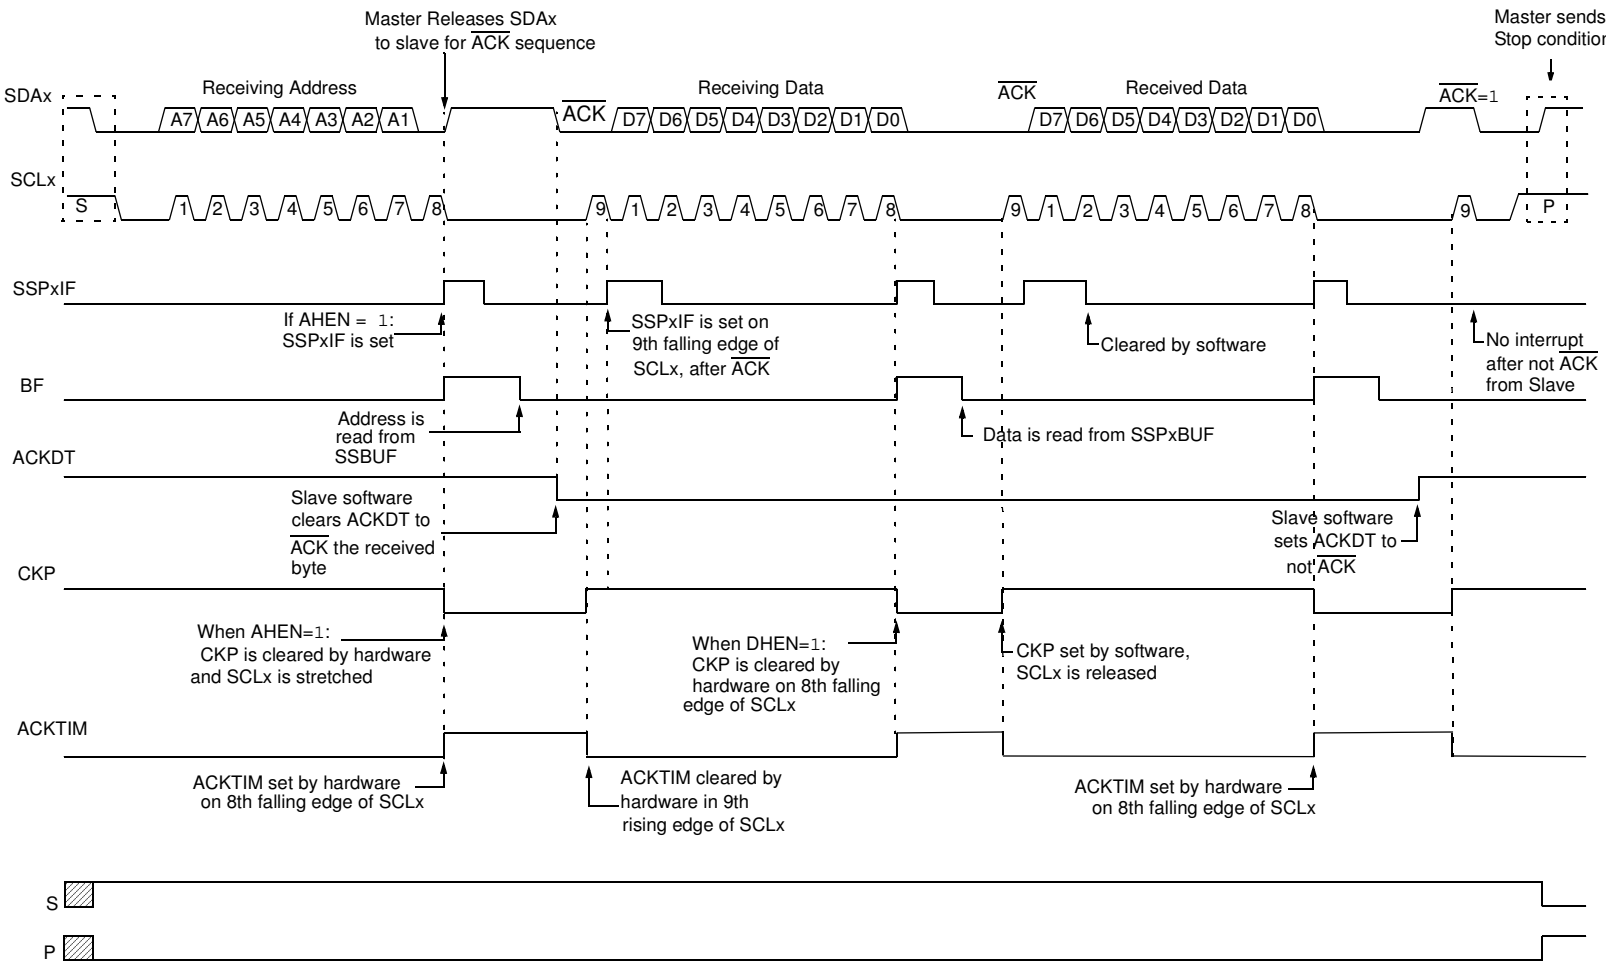 Master Releases SDAx
to slave for ACK sequence
Master sends
Stop condition
SDAx
Receiving Address
ACK
Receiving Data
ACK
Received Data
ACK=1
A7 A6 A5 A4 A3 A2 A1
D7 D6 D5 D4 D3 D2 D1 D0
D7 D6 D5 D4 D3 D2 D1 D0
SCLx
S
1 2 3 4 5 6 7 8
9 1 2 3 4 5 6 7 8
9 1 2 3 4 5 6 7 8
9
P
SSPxIF
If AHEN = 1:
SSPxIF is set
SSPxIF is set on
9th falling edge of
SCLx, after ACK
Cleared by software
No interrupt
after not ACK
from Slave
BF
Address is
read from
SSBUF
Data is read from SSPxBUF
ACKDT
Slave software
clears ACKDT to
ACK the received
byte
Slave software
sets ACKDT to
not ACK
CKP
When AHEN=1:
CKP is cleared by hardware
and SCLx is stretched
When DHEN=1:
CKP is cleared by
hardware on 8th falling
edge of SCLx
CKP set by software,
SCLx is released
ACKTIM
ACKTIM set by hardware
on 8th falling edge of SCLx
ACKTIM cleared by
hardware in 9th
rising edge of SCLx
ACKTIM set by hardware
on 8th falling edge of SCLx
S
P